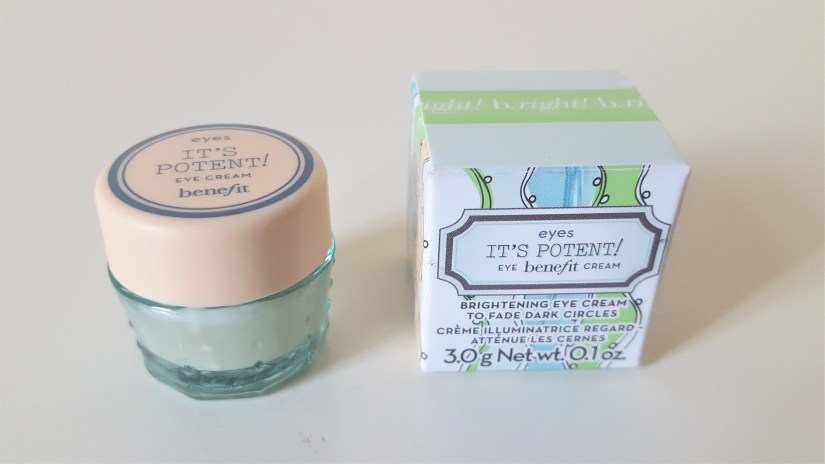 eyes
IT'S
POTENT!
EYE CREAM
benefit
right! b.right! b.ri
eyes
IT'S POTENT!
EYE benefit CREAM
BRIGHTENING EYE CREAM
TO FADE DARK CIRCLES
CRÈME ILLUMINATRICE REGARD
ATTÉNUE LES CERNES
3.0 g Net wt. 0.1 oz.